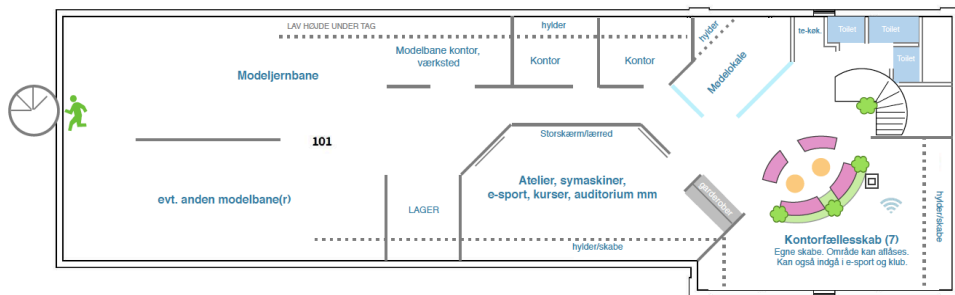 LAV HØJDE UNDER TAG
hylder
hylder
te-køk.
Toilet
Toilet
Toilet
Modelbane kontor,
værksted
Kontor
Kontor
Mødelokale
Modeljernbane
101
Storskærm/lærred
Atelier, symaskiner,
e-sport, kurser, auditorium mm
evt. anden modelbane(r)
LAGER
garderober
hylder/skabe
hylder/skabe
Kontorfællesskab (7)
Egne skabe. Område kan aflåses.
Kan også indgå i e-sport og klub.